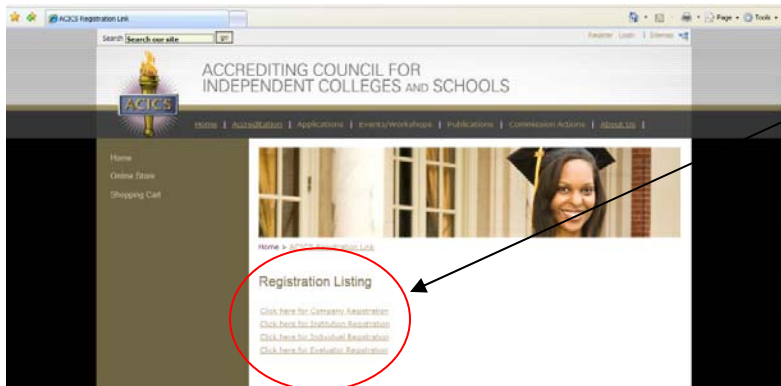 ACICS Registration Link
Page
Tools
Search Search our site go
Register Login | Sitemap
ACICS
ACCREDITING COUNCIL FOR
INDEPENDENT COLLEGES AND SCHOOLS
Home | Accreditation | Applications | Events/Workshops | Publications | Commission Actions | About Us |
Home
Online Store
Shopping Cart
Home > ACICS Registration Link
Registration Listing
Click here for Company Registration
Click here for Institution Registration
Click here for Individual Registration
Click here for Evaluator Registration